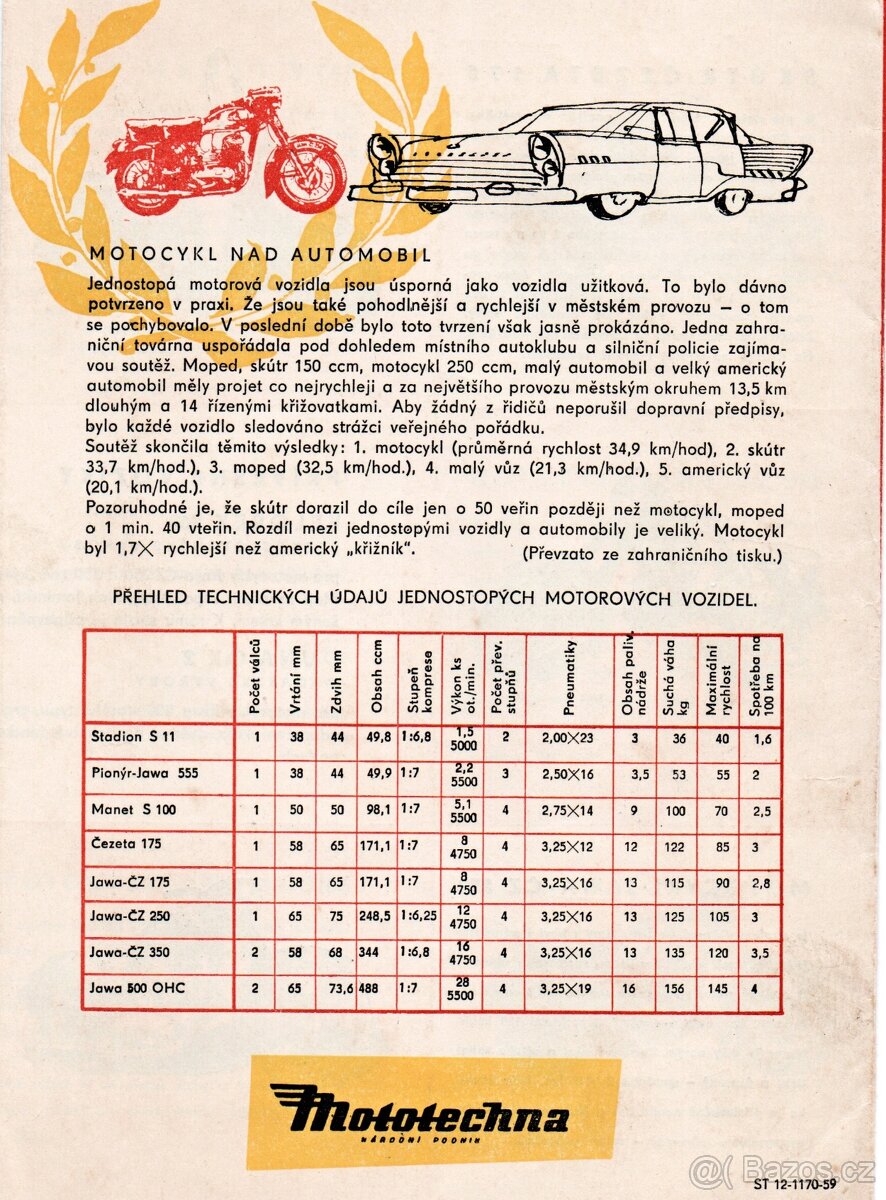 MOTOCYKL NAD AUTOMOBIL
Jednostopá motorová vozidla jsou úsporná jako vozidla užitková. To bylo dávno
potvrzeno v praxi. Že jsou také pohodlnější a rychlejší v městském provozu – o tom
se pochybovalo. V poslední době bylo toto tvrzení však jasně prokázáno. Jedna zahra-
niční továrna uspořádala pod dohledem místního autoklubu a silniční policie zajíma-
vou soutěž. Moped, skútr 150 ccm, motocykl 250 ccm, malý automobil a velký americký
automobil měly projet co nejrychleji a za největšího provozu městským okruhem 13,5 km
dlouhým a 14 řízenými křižovatkami. Aby žádný z řidičů neporušil dopravní předpisy,
bylo každé vozidlo sledováno strážci veřejného pořádku.
Soutěž skončila těmito výsledky: 1. motocykl (průměrná rychlost 34,9 km/hod), 2. skútr
33,7 km/hod.), 3. moped (32,5 km/hod.), 4. malý vůz (21,3 km/hod.), 5. americký vůz
(20,1 km/hod.).
Pozoruhodné je, že skútr dorazil do cíle jen o 50 veřin později než motocykl, moped
o 1 min. 40 vteřin. Rozdíl mezi jednostopými vozidly a automobily je veliký. Motocykl
byl 1,7× rychlejší než americký „křižník“. (Převzato ze zahraničního tisku.)
PŘEHLED TECHNICKÝCH ÚDAJŮ JEDNOSTOPÝCH MOTOROVÝCH VOZIDEL.
Počet válců Vrtání mm Zdvih mm Obsah ccm Stupeň komprese Výkon ks ot./min. Počet přev. stupňů Pneumatiky Obsah paliv. nádrže Suchá váha kg Maximální rychlost Spotřeba na 100 km
Stadion S 11 1 38 44 49,8 1:6,8 1,5 5000 2 2,00×23 3 36 40 1,6
Pionýr-Jawa 555 1 38 44 49,9 1:7 2,2 5500 3 2,50×16 3,5 53 55 2
Manet S 100 1 50 50 98,1 1:7 5,1 5500 4 2,75×14 9 100 70 2,5
Čezeta 175 1 58 65 171,1 1:7 8 4750 4 3,25×12 12 122 85 3
Jawa-ČZ 175 1 58 65 171,1 1:7 8 4750 4 3,25×16 13 115 90 2,8
Jawa-ČZ 250 1 65 75 248,5 1:6,25 12 4750 4 3,25×16 13 125 105 3
Jawa-ČZ 350 2 58 68 344 1:6,8 16 4750 4 3,25×16 13 135 120 3,5
Jawa 500 OHC 2 65 73,6 488 1:7 28 5500 4 3,25×19 16 156 145 4
Mototechna
NÁRODNÍ PODNIK
@( Bazos.cz
ST 12-1170-59